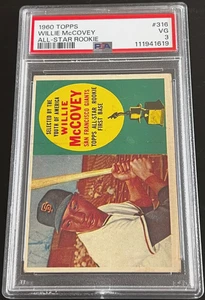 1960 TOPPS
WILLIE McCOVEY
ALL-STAR ROOKIE
#316
VG
3
PSA
111941619
SELECTED BY THE
YOUTH OF AMERICA
WILLIE
McCOVEY
SAN FRANCISCO GIANTS
TOPPS ALL-STAR ROOKIE
FIRST BASE